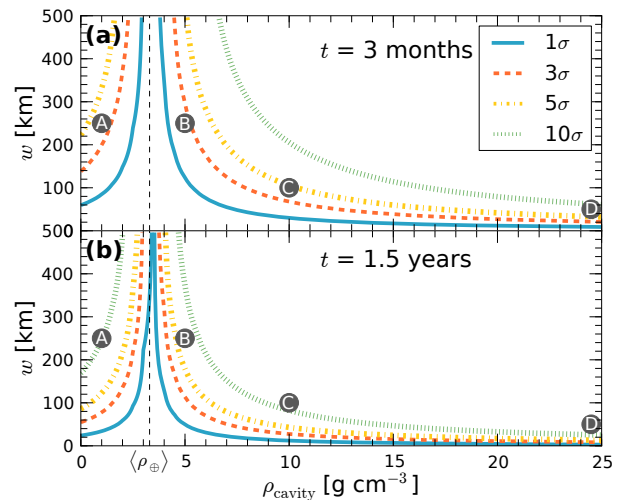 500
400
300
200
100
0
w [km]
(a)
t = 3 months
A
B
C
D
1σ
3σ
5σ
10σ
500
400
300
200
100
0
w [km]
(b)
t = 1.5 years
A
B
C
D
0 ⟨ρ⊕⟩ 5 10 15 20 25
ρcavity [g cm−3]